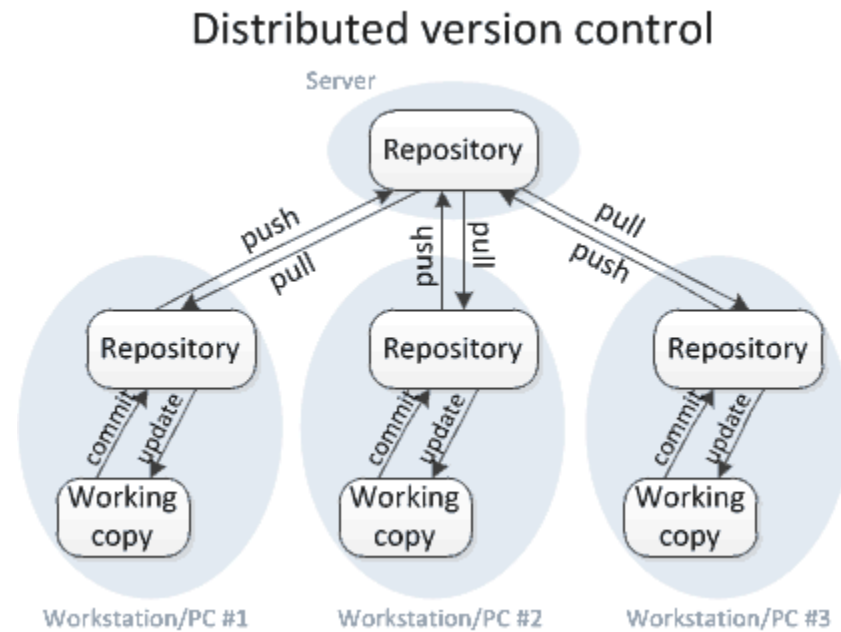 Distributed version control
Server
Repository
push
pull
push
pull
pull
push
Repository
Repository
Repository
commit
update
commit
update
commit
update
Working
copy
Working
copy
Working
copy
Workstation/PC #1
Workstation/PC #2
Workstation/PC #3